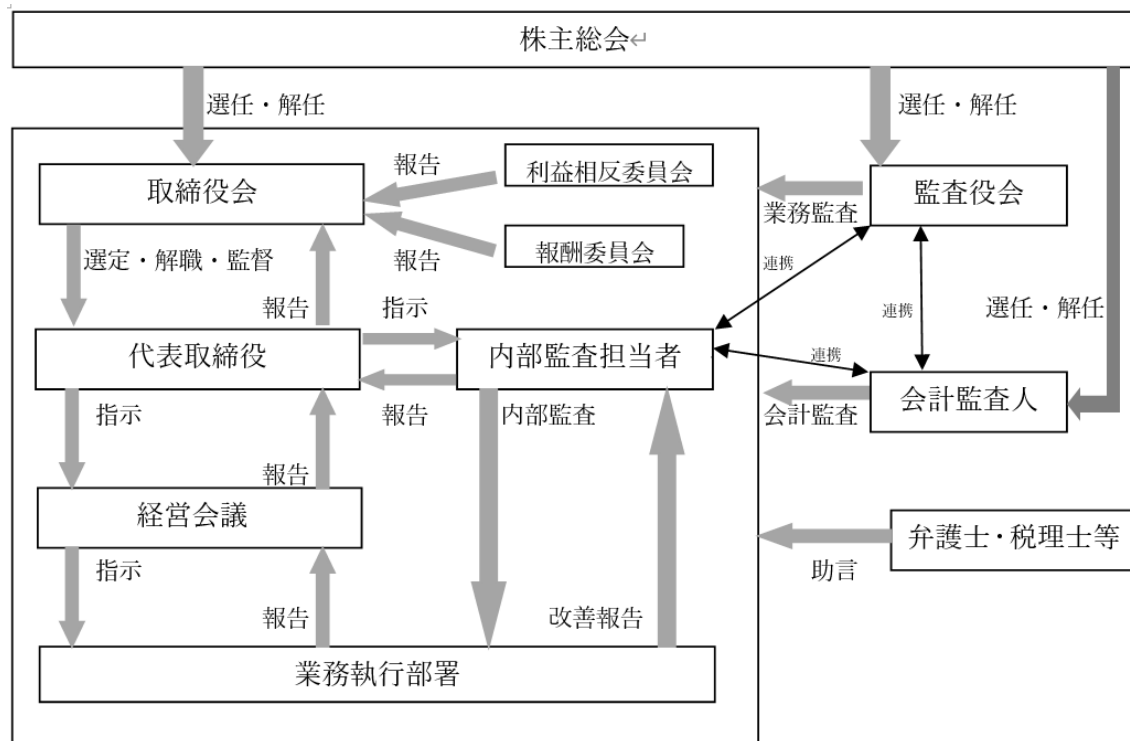 株主総会↵
選任・解任
選任・解任
報告
利益相反委員会
取締役会
監査役会
業務監査
報告
報酬委員会
選定・解職・監督
連携
報告
指示
連携
選任・解任
代表取締役
内部監査担当者
連携
会計監査人
指示
報告
内部監査
会計監査
報告
経営会議
弁護士・税理士等
指示
助言
報告
改善報告
業務執行部署